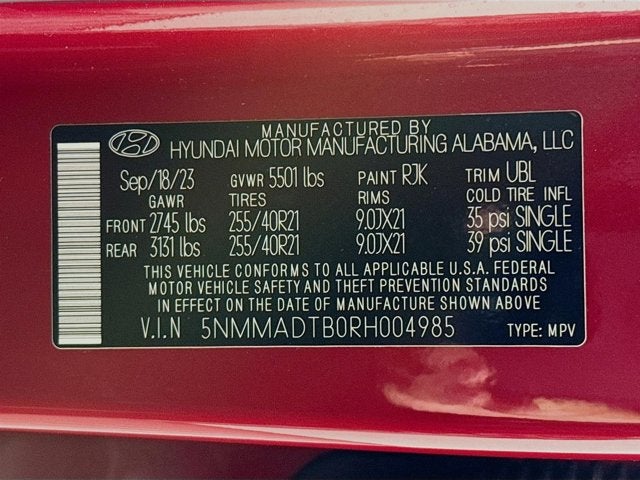 MANUFACTURED BY
HYUNDAI MOTOR MANUFACTURING ALABAMA, LLC
Sep/18/23 GVWR 5501 lbs PAINT RJK TRIM UBL
GAWR TIRES RIMS COLD TIRE INFL
FRONT 2745 lbs 255/40R21 9.0JX21 35 psi SINGLE
REAR 3131 lbs 255/40R21 9.0JX21 39 psi SINGLE
THIS VEHICLE CONFORMS TO ALL APPLICABLE U.S.A. FEDERAL
MOTOR VEHICLE SAFETY AND THEFT PREVENTION STANDARDS
IN EFFECT ON THE DATE OF MANUFACTURE SHOWN ABOVE.
V.I.N 5NMMADTB0RH004985 TYPE: MPV